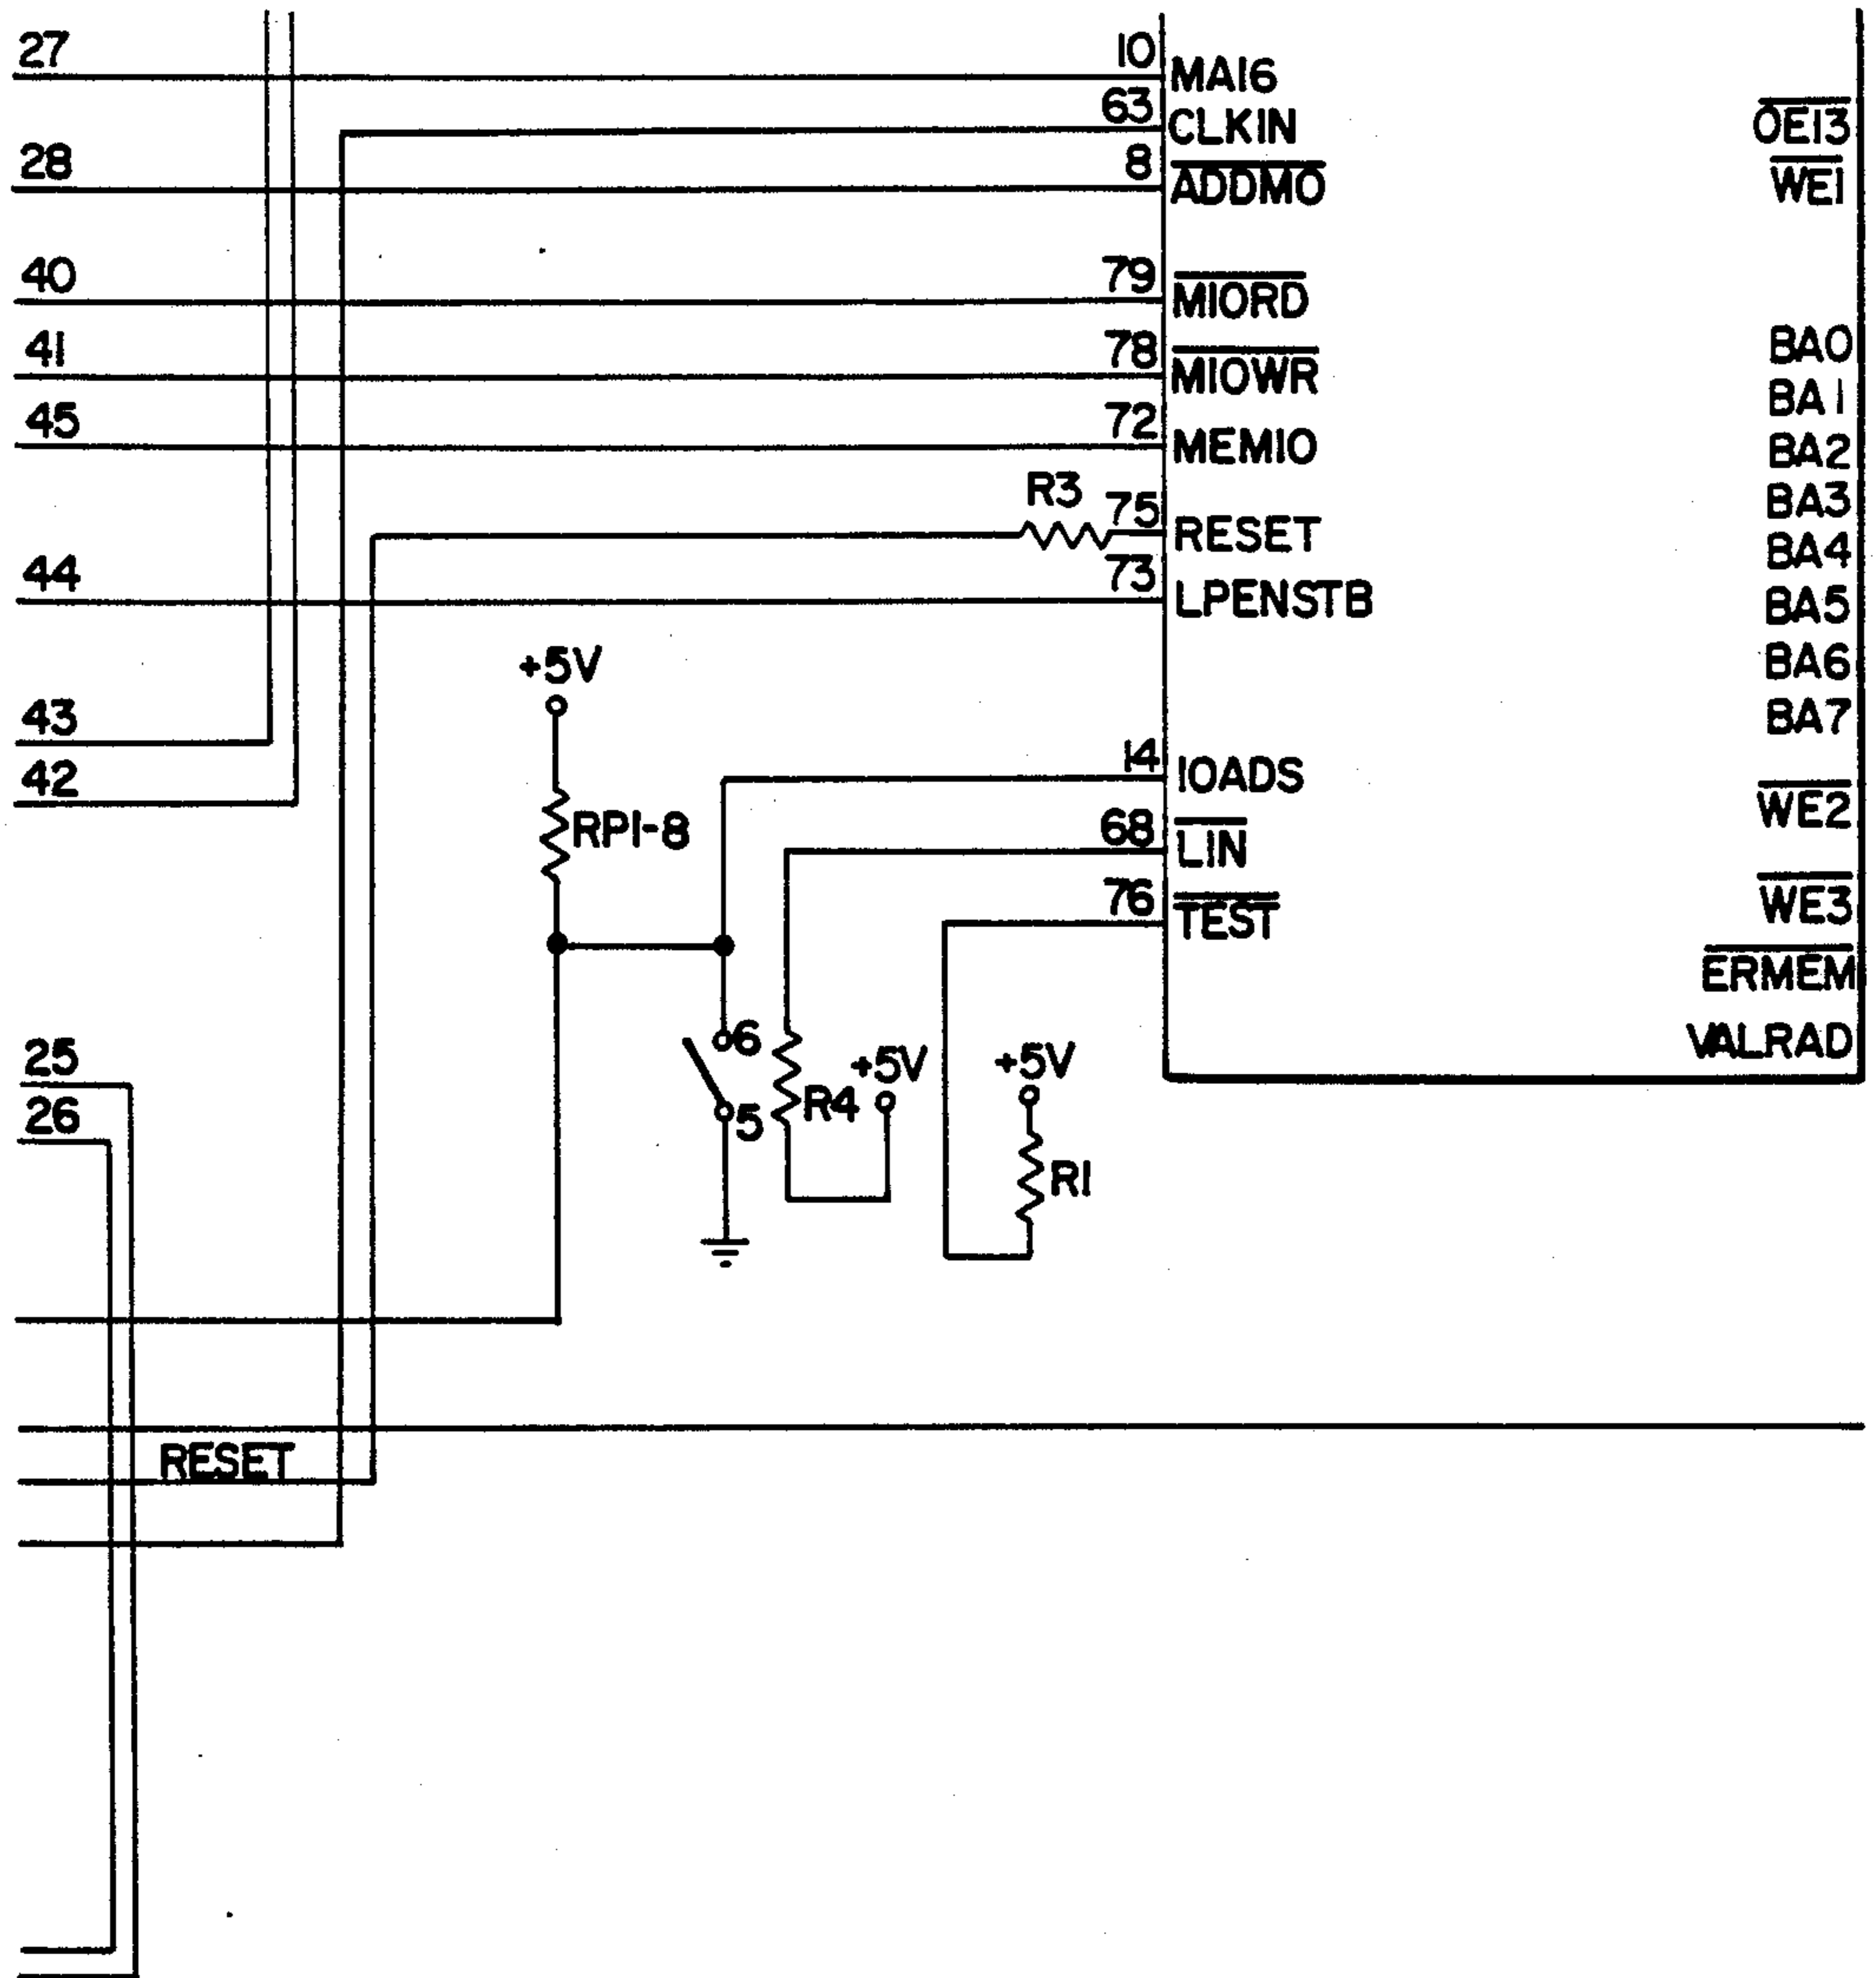 27
10
MA16
63
CLKIN
OE13
28
8
ADDMO
WE1
40
79
MIORD
41
78
MIOWR
BA0
BA1
45
72
MEMIO
BA2
R3
75
RESET
BA3
BA4
44
73
LPENSTB
BA5
+5V
BA6
43
BA7
14
IOADS
42
RP1-8
68
LIN
WE2
76
TEST
WE3
ERMEM
25
6
+5V
+5V
VALRAD
26
5
R4
R1
RESET